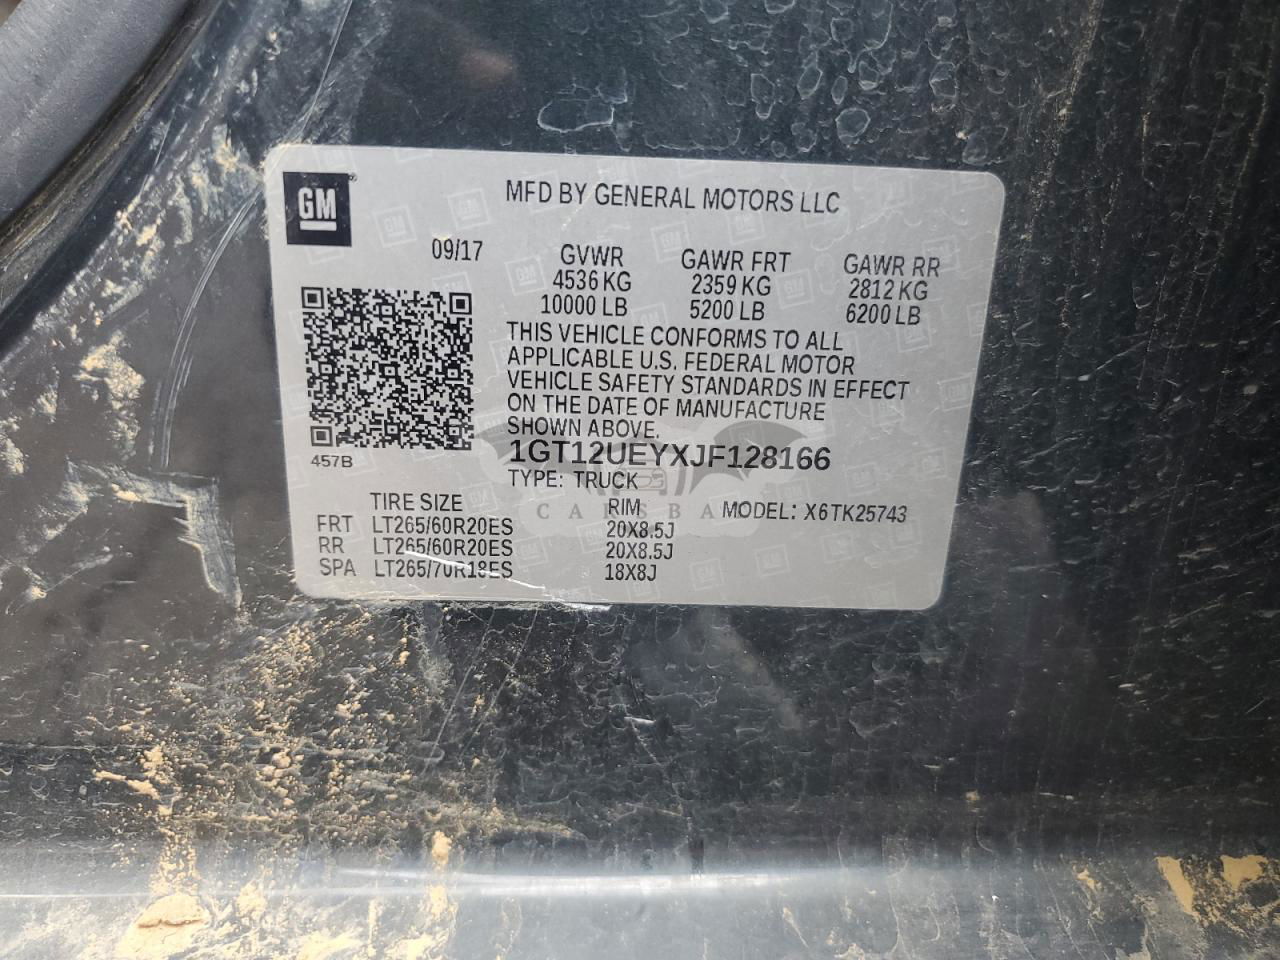 GM
MFD BY GENERAL MOTORS LLC
09/17
GVWR GAWR FRT GAWR RR
4536 KG 2359 KG 2812 KG
10000 LB 5200 LB 6200 LB
THIS VEHICLE CONFORMS TO ALL
APPLICABLE U.S. FEDERAL MOTOR
VEHICLE SAFETY STANDARDS IN EFFECT
ON THE DATE OF MANUFACTURE
SHOWN ABOVE.
457B
1GT12UEYXJF128166
TYPE: TRUCK
TIRE SIZE RIM MODEL: X6TK25743
FRT LT265/60R20ES 20X8.5J
RR LT265/60R20ES 20X8.5J
SPA LT265/70R18ES 18X8J